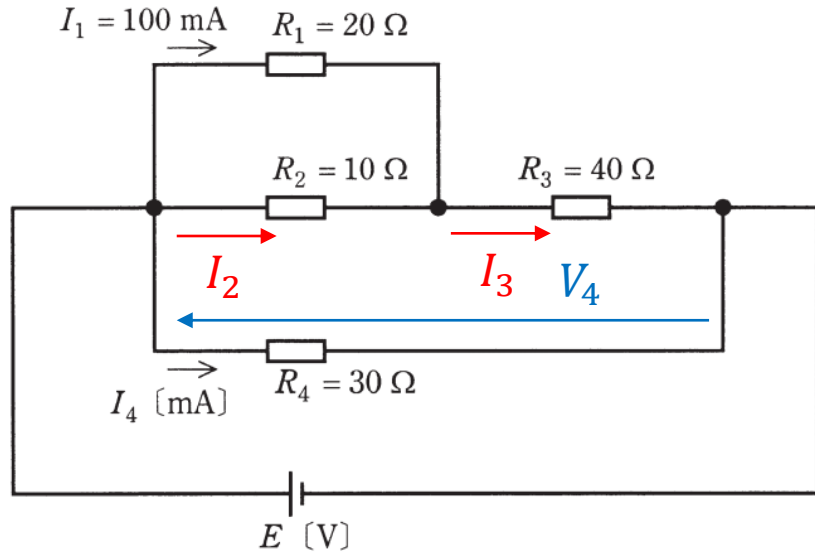 I₁ = 100 mA
R₁ = 20 Ω
R₂ = 10 Ω
R₃ = 40 Ω
I₂
I₃
V₄
I₄〔mA〕
R₄ = 30 Ω
E〔V〕